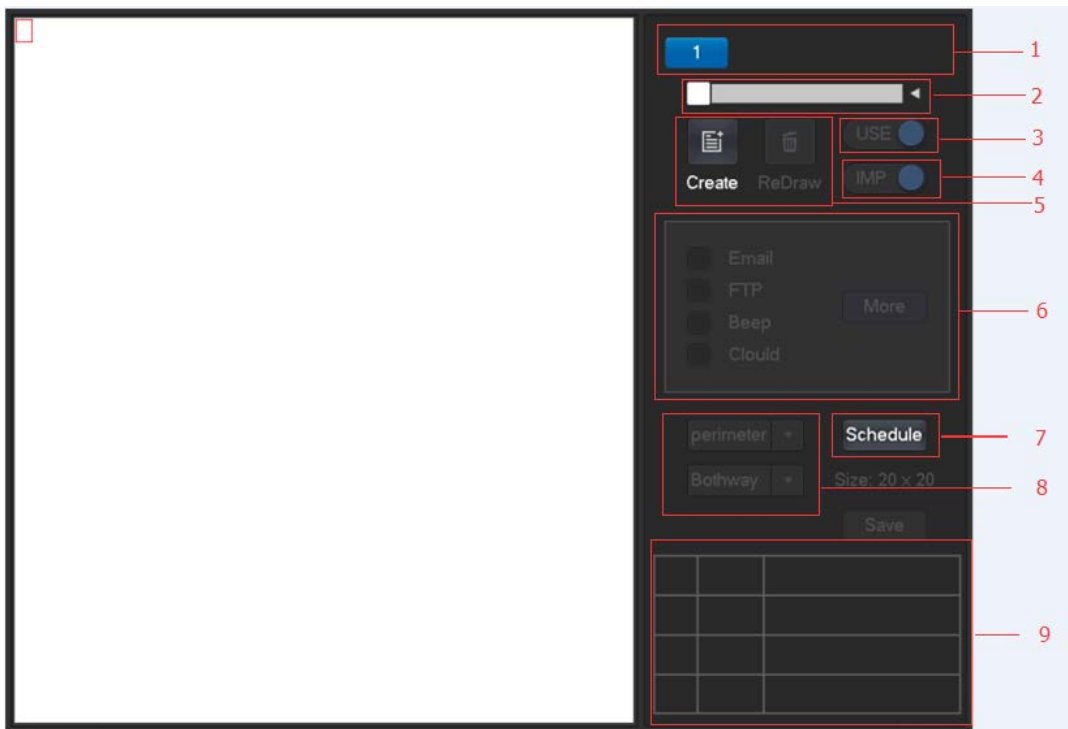 1
1
2
USE
3
IMP
4
Create ReDraw
5
Email
FTP
More
6
Beep
Clouid
perimeter
Schedule
7
Bothway
Size: 20 x 20
8
Save
9